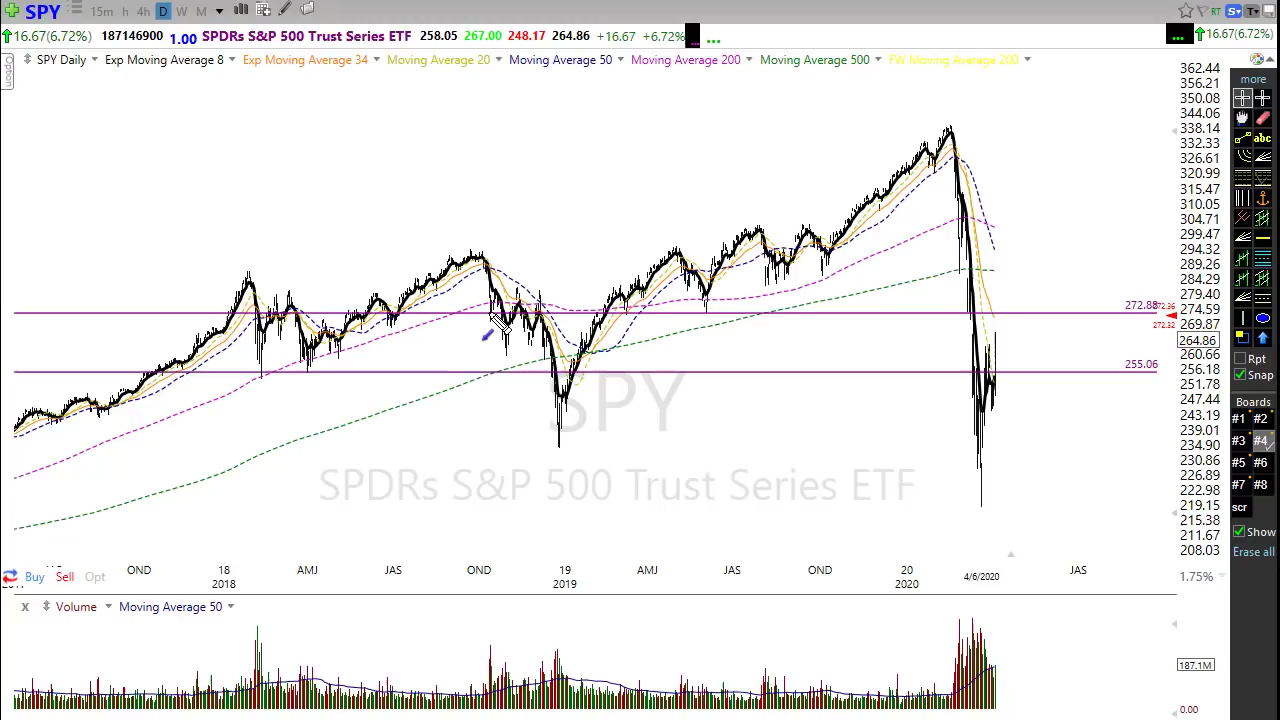 SPY 15m h 4h D W M RT S T
16.67(6.72%) 187146900 1.00 SPDRs S&P 500 Trust Series ETF 258.05 267.00 248.17 264.86 +16.67 +6.72% 16.67(6.72%)
Option
SPY Daily Exp Moving Average 8 Exp Moving Average 34 Moving Average 20 Moving Average 50 Moving Average 200 Moving Average 500 FW Moving Average 200
362.44
356.21
350.08
344.06
338.14
332.33
326.61
320.99
315.47
310.05
304.71
299.47
294.32
289.26
284.29
279.40
272.88
272.36
274.59
272.32
269.87
264.86
260.66
255.06
256.18
251.78
247.44
243.19
239.01
234.90
230.86
226.89
222.98
219.15
215.38
211.67
208.03
SPY
SPDRs S&P 500 Trust Series ETF
more
abc
Rpt
Snap
Boards
#1 #2
#3 #4
#5 #6
#7 #8
scr
Show
Erase all
OND 18 AMJ JAS OND 19 AMJ JAS OND 20 4/6/2020 JAS
2018 2019 2020
Buy Sell Opt 1.75%
x Volume Moving Average 50
187.1M
0.00